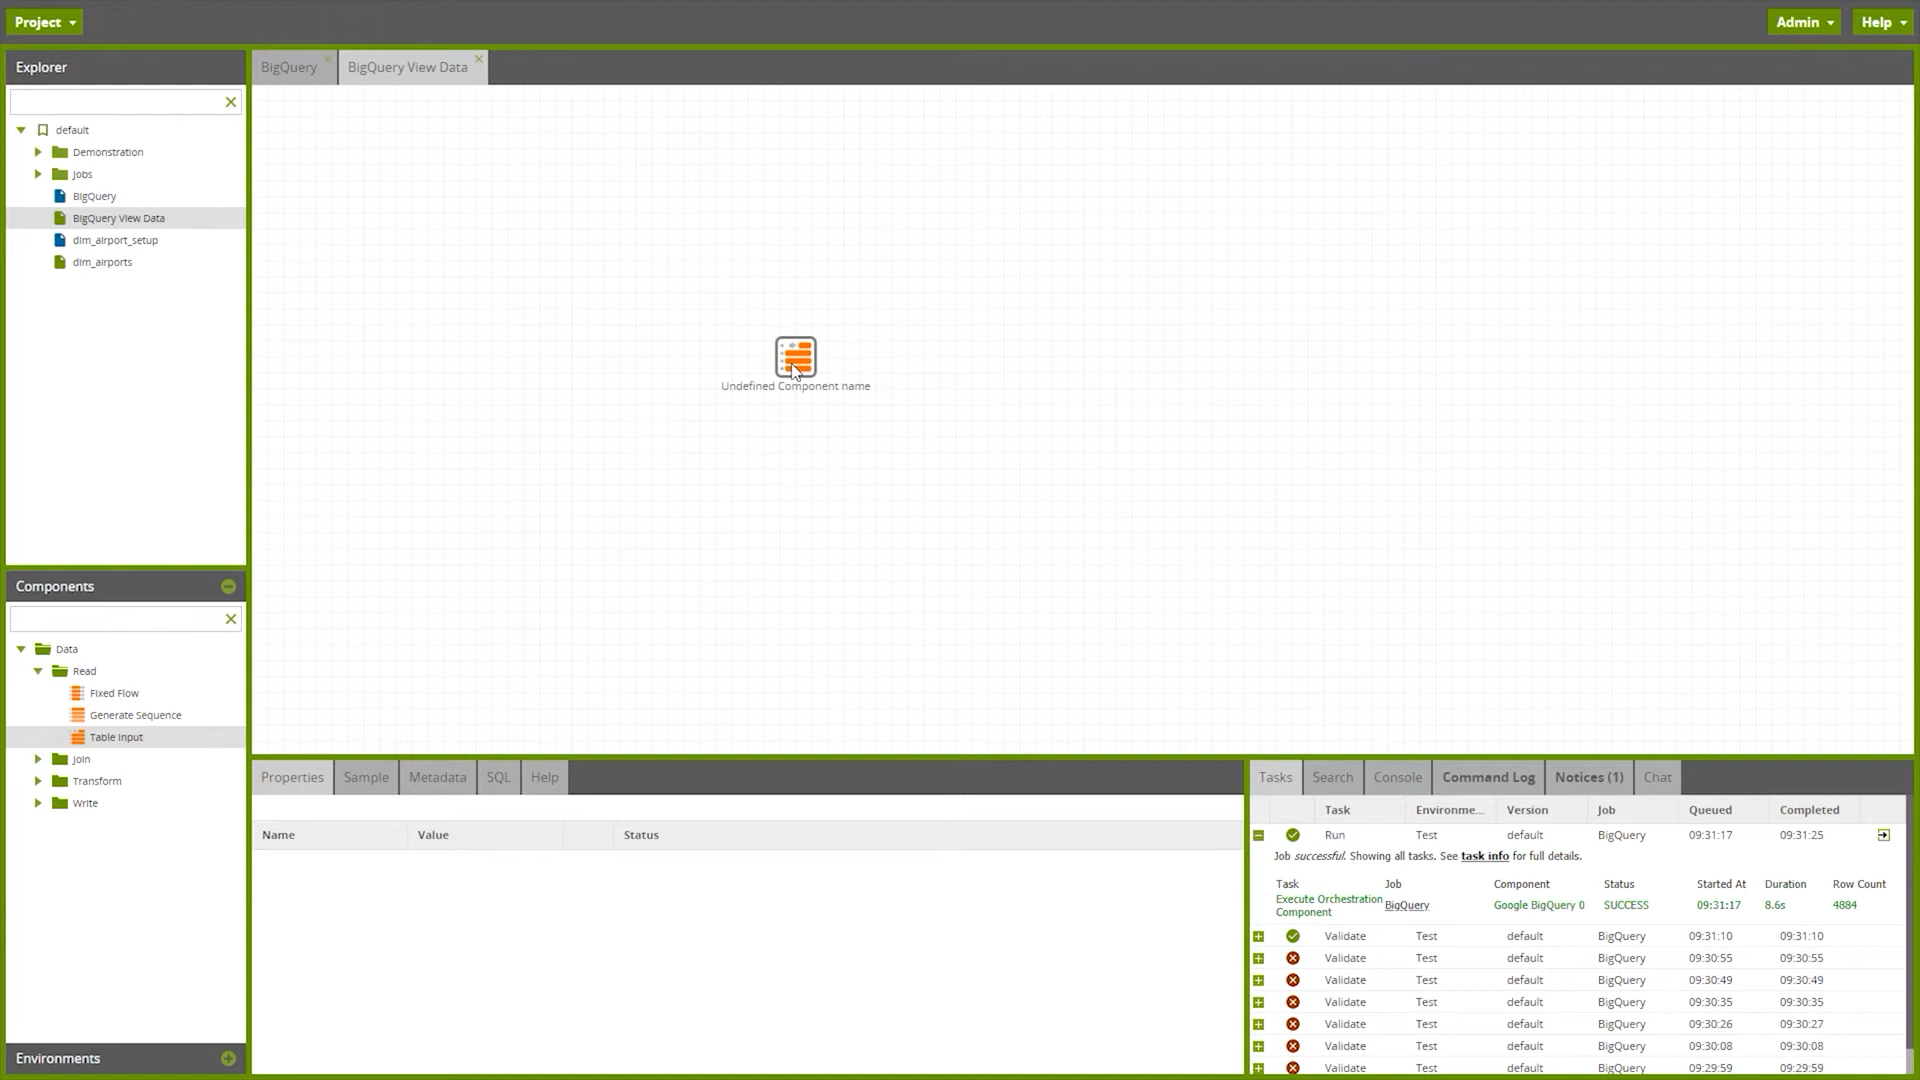 Project
Admin
Help
Explorer
BigQuery
BigQuery View Data
default
Demonstration
Jobs
BigQuery
BigQuery View Data
dim_airport_setup
dim_airports
Undefined Component name
Components
Data
Read
Fixed Flow
Generate Sequence
Table Input
Join
Transform
Write
Environments
Properties
Sample
Metadata
SQL
Help
Name Value Status
Tasks
Search
Console
Command Log
Notices (1)
Chat
Task Environme... Version Job Queued Completed
Run Test default BigQuery 09:31:17 09:31:25
Job successful. Showing all tasks. See task info for full details.
Task Job Component Status Started At Duration Row Count
Execute Orchestration Component BigQuery Google BigQuery 0 SUCCESS 09:31:17 8.6s 4884
Validate Test default BigQuery 09:31:10 09:31:10
Validate Test default BigQuery 09:30:55 09:30:55
Validate Test default BigQuery 09:30:49 09:30:49
Validate Test default BigQuery 09:30:35 09:30:35
Validate Test default BigQuery 09:30:26 09:30:27
Validate Test default BigQuery 09:30:08 09:30:08
Validate Test default BigQuery 09:29:59 09:29:59